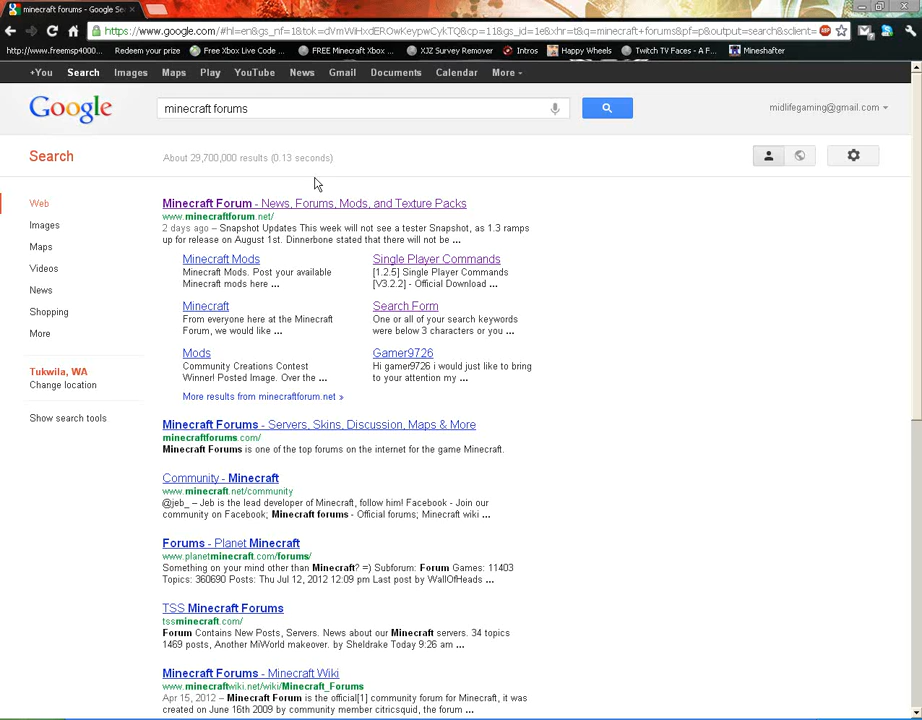 minecraft forums - Google Se
https://www.google.com/#hl=en&gs_nf=1&tok=dVmWiHxdEROwKeypwCykTQ&cp=11&gs_id=1e&xhr=t&q=minecraft+forums&pf=p&output=search&sclient=
http://www.freemsp4000... Redeem your prize Free Xbox Live Code ... FREE Minecraft Xbox ... XJZ Survey Remover Intros Happy Wheels Twitch TV Faces - A F... Mineshafter
+You Search Images Maps Play YouTube News Gmail Documents Calendar More
Google minecraft forums midlifegaming@gmail.com
Search About 29,700,000 results (0.13 seconds)
Web
Images
Maps
Videos
News
Shopping
More
Tukwila, WA
Change location
Show search tools
Minecraft Forum - News, Forums, Mods, and Texture Packs
www.minecraftforum.net/
2 days ago – Snapshot Updates This week will not see a tester Snapshot, as 1.3 ramps
up for release on August 1st. Dinnerbone stated that there will not be ...
Minecraft Mods
Minecraft Mods. Post your available
Minecraft mods here ...
Single Player Commands
[1.2.5] Single Player Commands
[V3.2.2] - Official Download ...
Minecraft
From everyone here at the Minecraft
Forum, we would like ...
Search Form
One or all of your search keywords
were below 3 characters or you ...
Mods
Community Creations Contest
Winner! Posted Image. Over the ...
Gamer9726
Hi gamer9726 i would just like to bring
to your attention my ...
More results from minecraftforum.net »
Minecraft Forums - Servers, Skins, Discussion, Maps & More
minecraftforums.com/
Minecraft Forums is one of the top forums on the internet for the game Minecraft.
Community - Minecraft
www.minecraft.net/community
@jeb_ – Jeb is the lead developer of Minecraft, follow him! Facebook - Join our
community on Facebook; Minecraft forums - Official forums; Minecraft wiki ...
Forums - Planet Minecraft
www.planetminecraft.com/forums/
Something on your mind other than Minecraft? =) Subforum: Forum Games: 11403
Topics: 360690 Posts: Thu Jul 12, 2012 12:09 pm Last post by WallOfHeads ...
TSS Minecraft Forums
tssminecraft.com/
Forum Contains New Posts, Servers. News about our Minecraft servers. 34 topics
1469 posts, Another MiWorld makeover. by Sheldrake Today 9:26 am ...
Minecraft Forums - Minecraft Wiki
www.minecraftwiki.net/wiki/Minecraft_Forums
Apr 15, 2012 – Minecraft Forum is the official[1] community forum for Minecraft, it was
created on June 16th 2009 by community member citricsquid, the forum ...